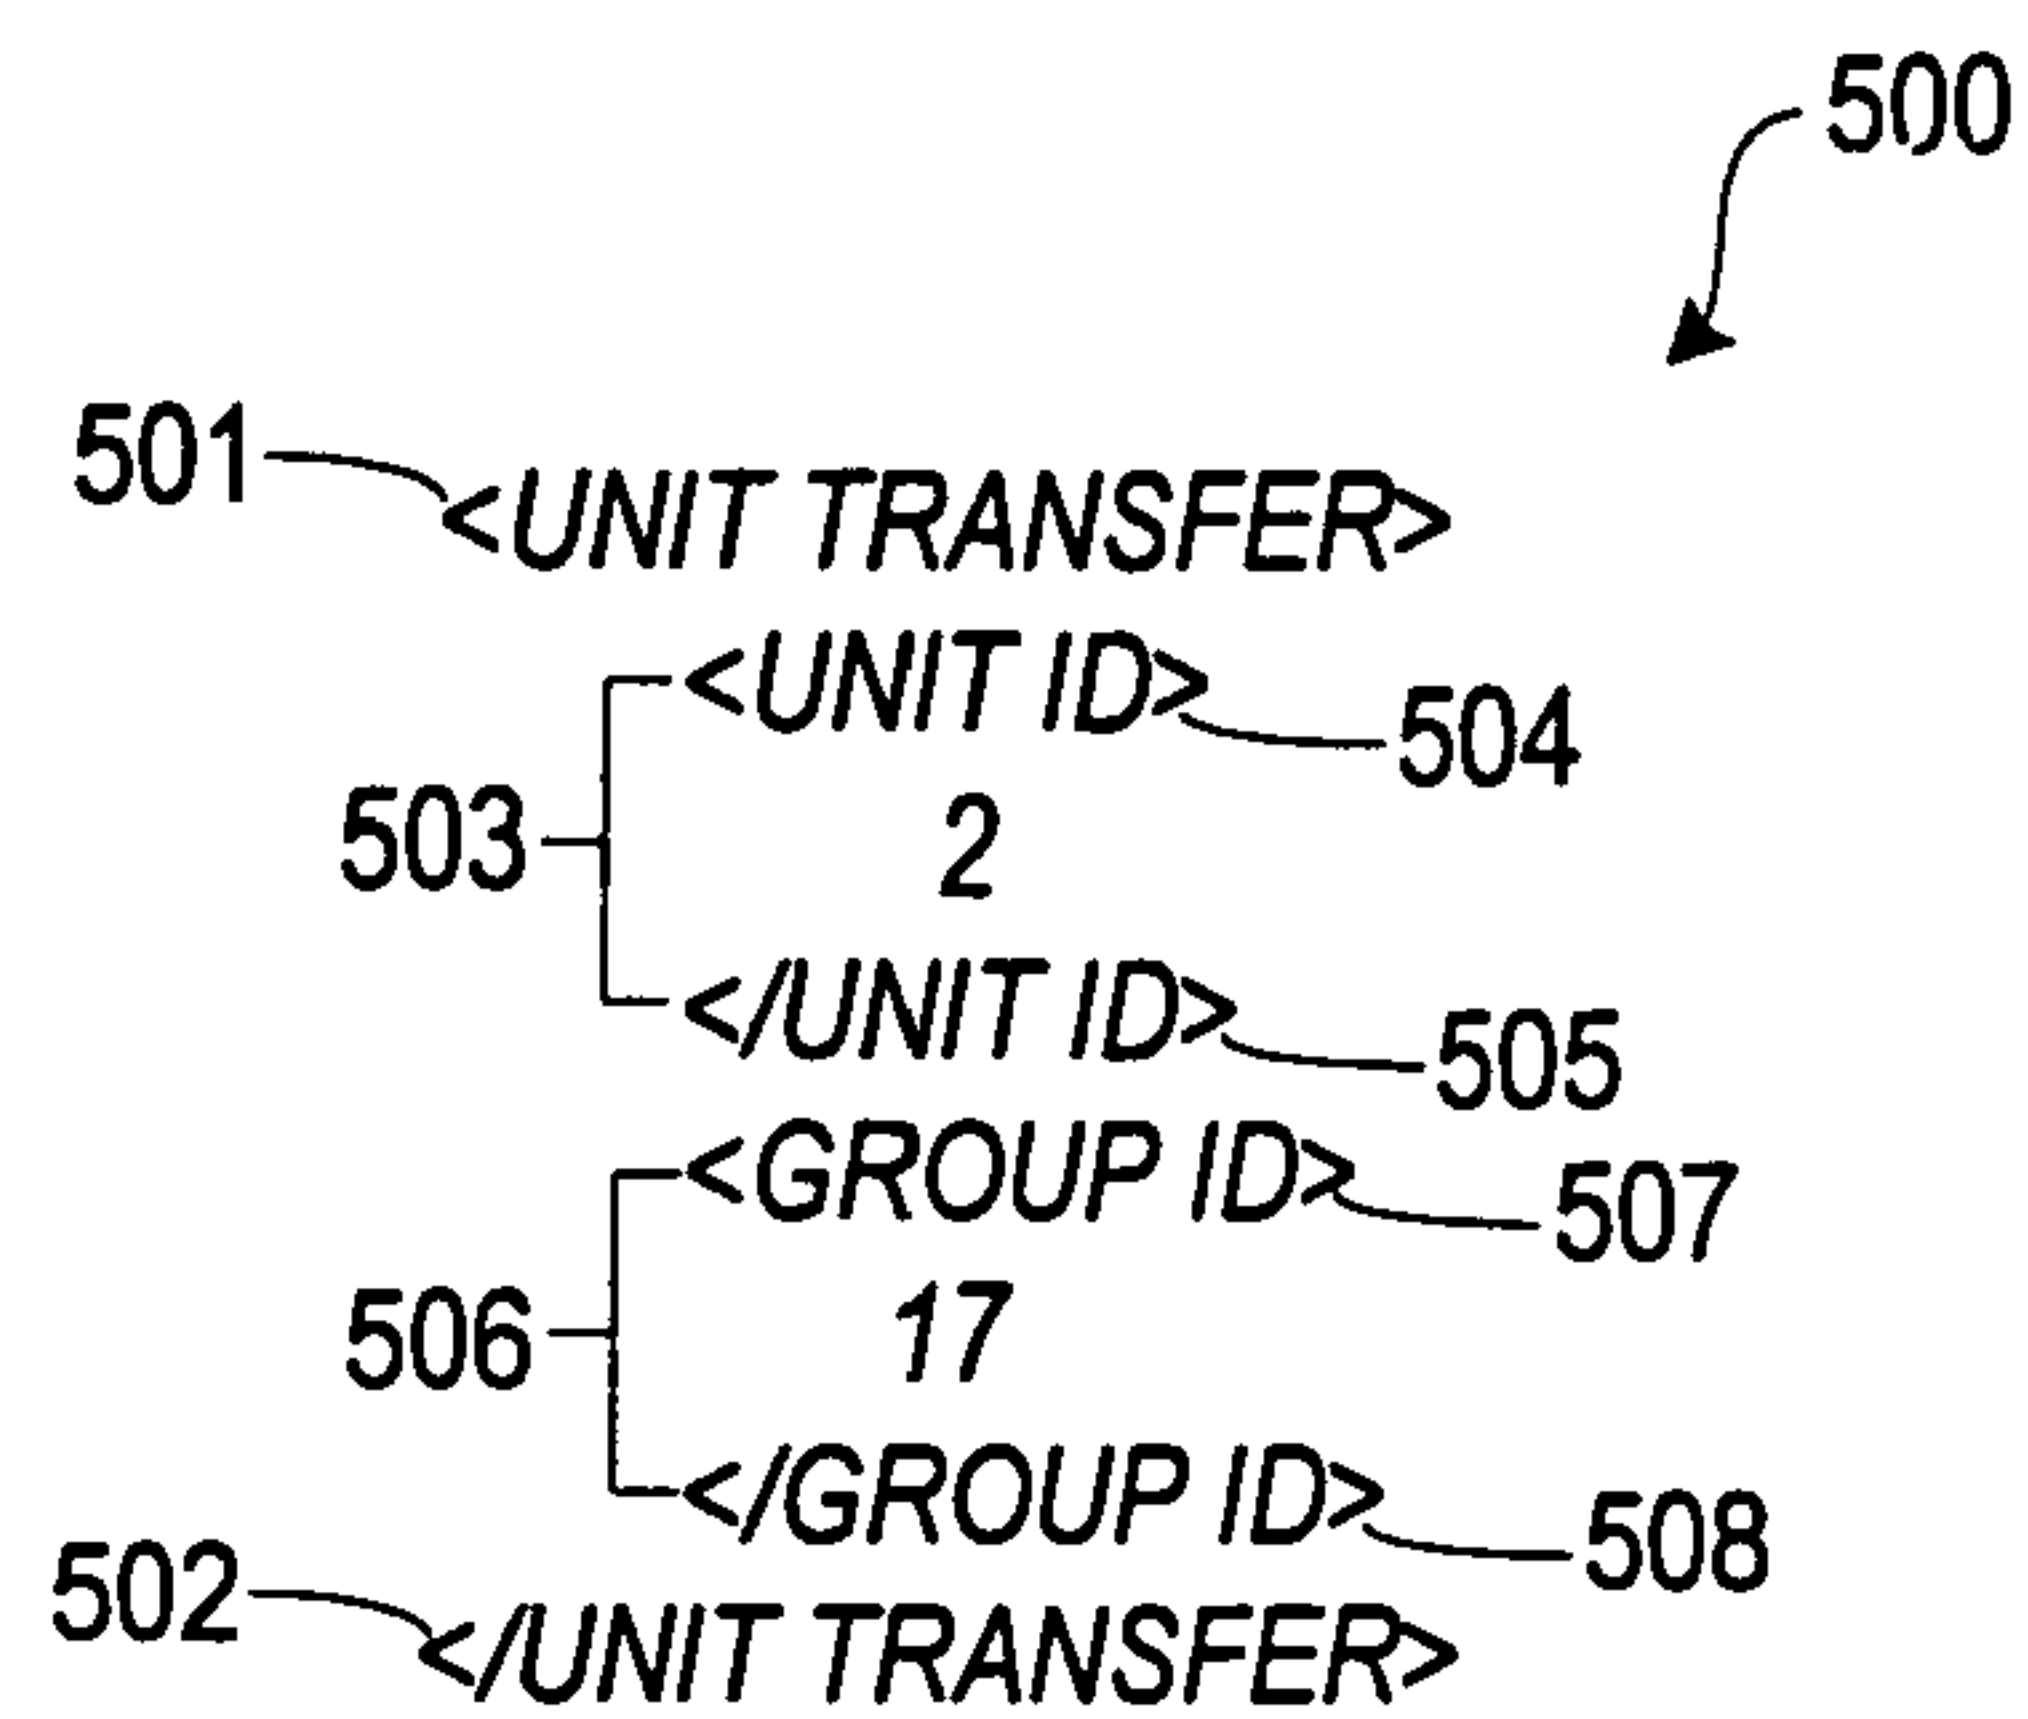 500
501 <UNIT TRANSFER>
<UNIT ID> 504
503 2
</UNIT ID> 505
<GROUP ID> 507
506 17
</GROUP ID> 508
502 </UNIT TRANSFER>